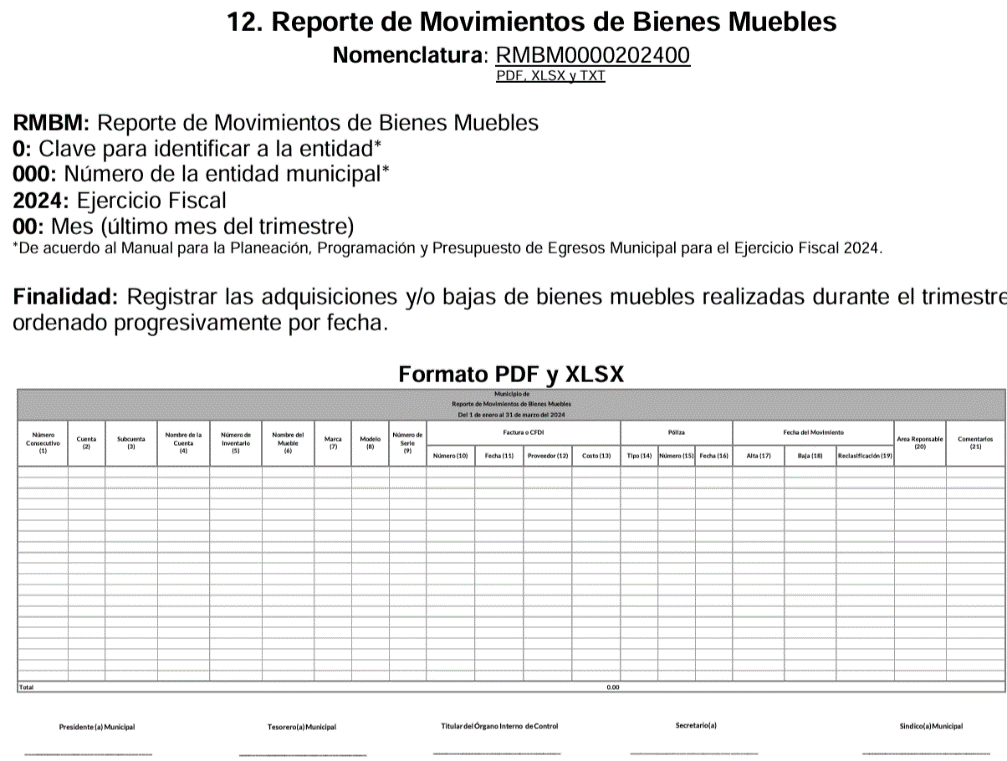 12. Reporte de Movimientos de Bienes Muebles
Nomenclatura: RMBM0000202400
PDF, XLSX y TXT
RMBM: Reporte de Movimientos de Bienes Muebles
0: Clave para identificar a la entidad*
000: Número de la entidad municipal*
2024: Ejercicio Fiscal
00: Mes (último mes del trimestre)
*De acuerdo al Manual para la Planeación, Programación y Presupuesto de Egresos Municipal para el Ejercicio Fiscal 2024.
Finalidad: Registrar las adquisiciones y/o bajas de bienes muebles realizadas durante el trimestre
ordenado progresivamente por fecha.
Formato PDF y XLSX
Municipio de
Reporte de Movimientos de Bienes Muebles
Del 1 de enero al 31 de marzo del 2024
Número Consecutivo (1) Cuenta (2) Subcuenta (3) Nombre de la Cuenta (4) Número de Inventario (5) Nombre del Mueble (6) Marca (7) Modelo (8) Número de Serie (9) Factura o CFDI Póliza Fecha del Movimiento Area Reponsable (20) Comentarios (21)
Número (10) Fecha (11) Proveedor (12) Costo (13) Tipo (14) Número (15) Fecha (16) Alta (17) Baja (18) Reclasificación (19)
Total 0.00
Presidente (a) Municipal Tesorero(a) Municipal Titular del Órgano Interno de Control Secretario(a) Sindico(a) Municipal